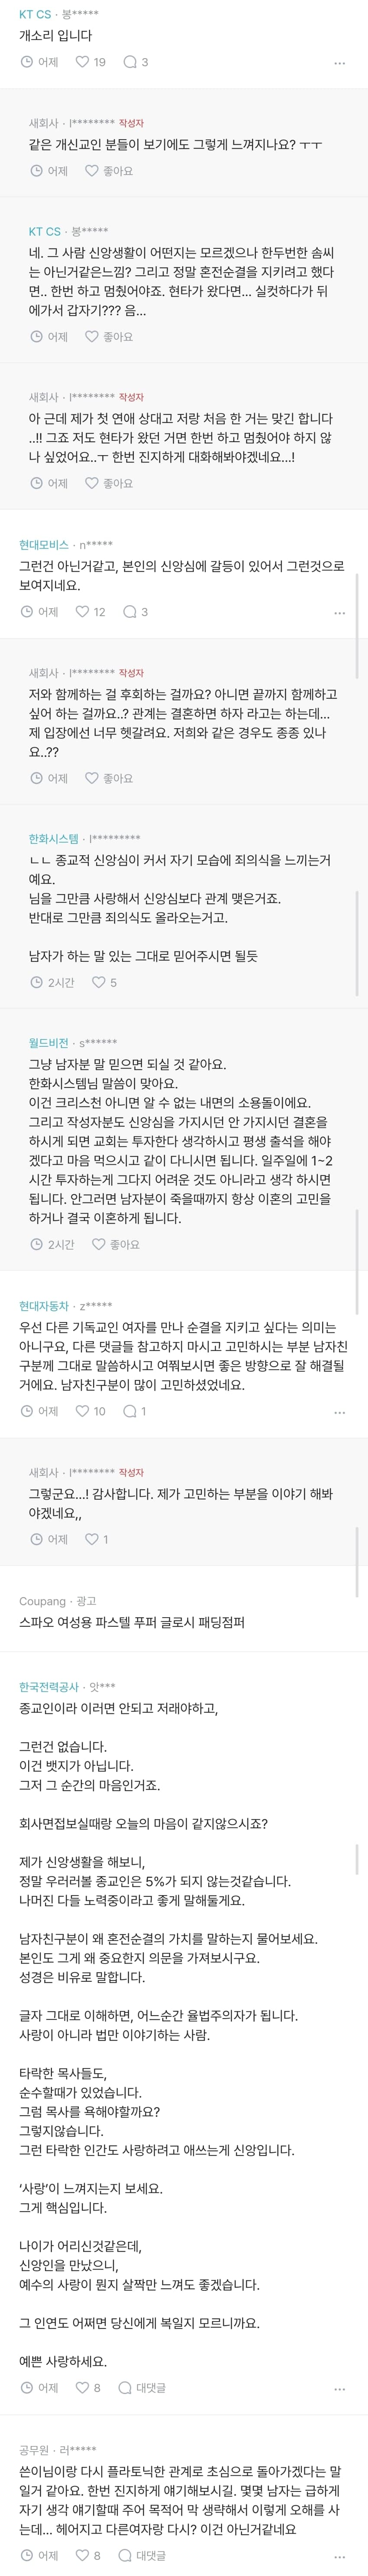 KT CS · 봉*****
개소리 입니다
어제 19 3
새회사 · l******** 작성자
같은 개신교인 분들이 보기에도 그렇게 느껴지나요? ㅜㅜ
어제 좋아요
KT CS · 봉*****
네. 그 사람 신앙생활이 어떤지는 모르겠으나 한두번한 솜씨
는 아닌거같은느낌? 그리고 정말 혼전순결을 지키려고 했다
면.. 한번 하고 멈췄어야죠. 현타가 왔다면... 실컷하다가 뒤
에가서 갑자기??? 음...
어제 좋아요
새회사 · l******** 작성자
아 근데 제가 첫 연애 상대고 저랑 처음 한 거는 맞긴 합니다
..!! 그죠 저도 현타가 왔던 거면 한번 하고 멈췄어야 하지 않
나 싶었어요..ㅜ 한번 진지하게 대화해봐야겠네요...!
어제 좋아요
현대모비스 · n*****
그런건 아닌거같고, 본인의 신앙심에 갈등이 있어서 그런것으로
보여지네요.
어제 12 3
새회사 · l******** 작성자
저와 함께하는 걸 후회하는 걸까요? 아니면 끝까지 함께하고
싶어 하는 걸까요..? 관계는 결혼하면 하자 라고는 하는데...
제 입장에선 너무 헷갈려요. 저희와 같은 경우도 종종 있나
요..??
어제 좋아요
한화시스템 · l*********
ㄴㄴ 종교적 신앙심이 커서 자기 모습에 죄의식을 느끼는거
예요.
님을 그만큼 사랑해서 신앙심보다 관계 맺은거죠.
반대로 그만큼 죄의식도 올라오는거고.
남자가 하는 말 있는 그대로 믿어주시면 될듯
2시간 5
월드비전 · s******
그냥 남자분 말 믿으면 되실 것 같아요.
한화시스템님 말씀이 맞아요.
이건 크리스천 아니면 알 수 없는 내면의 소용돌이에요.
그리고 작성자분도 신앙심을 가지시던 안 가지시던 결혼을
하시게 되면 교회는 투자한다 생각하시고 평생 출석을 해야
겠다고 마음 먹으시고 같이 다니시면 됩니다. 일주일에 1~2
시간 투자하는게 그다지 어려운 것도 아니라고 생각 하시면
됩니다. 안그러면 남자분이 죽을때까지 항상 이혼의 고민을
하거나 결국 이혼하게 됩니다.
2시간 좋아요
현대자동차 · z*****
우선 다른 기독교인 여자를 만나 순결을 지키고 싶다는 의미는
아니구요, 다른 댓글들 참고하지 마시고 고민하시는 부분 남자친
구분께 그대로 말씀하시고 여쭤보시면 좋은 방향으로 잘 해결될
거에요. 남자친구분이 많이 고민하셨었네요.
어제 10 1
새회사 · l******** 작성자
그렇군요...! 감사합니다. 제가 고민하는 부분을 이야기 해봐
야겠네요,,
어제 1
Coupang · 광고
스파오 여성용 파스텔 푸퍼 글로시 패딩점퍼
한국전력공사 · 앗***
종교인이라 이러면 안되고 저래야하고,
그런건 없습니다.
이건 뱃지가 아닙니다.
그저 그 순간의 마음인거죠.
회사면접보실때랑 오늘의 마음이 같지않으시죠?
제가 신앙생활을 해보니,
정말 우러러볼 종교인은 5%가 되지 않는것같습니다.
나머진 다들 노력중이라고 좋게 말해둘게요.
남자친구분이 왜 혼전순결의 가치를 말하는지 물어보세요.
본인도 그게 왜 중요한지 의문을 가져보시구요.
성경은 비유로 말합니다.
글자 그대로 이해하면, 어느순간 율법주의자가 됩니다.
사랑이 아니라 법만 이야기하는 사람.
타락한 목사들도,
순수할때가 있었습니다.
그럼 목사를 욕해야할까요?
그렇지않습니다.
그런 타락한 인간도 사랑하려고 애쓰는게 신앙입니다.
'사랑'이 느껴지는지 보세요.
그게 핵심입니다.
나이가 어리신것같은데,
신앙인을 만났으니,
예수의 사랑이 뭔지 살짝만 느껴도 좋겠습니다.
그 인연도 어쩌면 당신에게 복일지 모르니까요.
예쁜 사랑하세요.
어제 8 대댓글
공무원 · 러*****
쓴이님이랑 다시 플라토닉한 관계로 초심으로 돌아가겠다는 말
일거 같아요. 한번 진지하게 얘기해보시길. 몇몇 남자는 급하게
자기 생각 얘기할때 주어 목적어 막 생략해서 이렇게 오해를 사
는데... 헤어지고 다른여자랑 다시? 이건 아닌거같네요
어제 8 대댓글